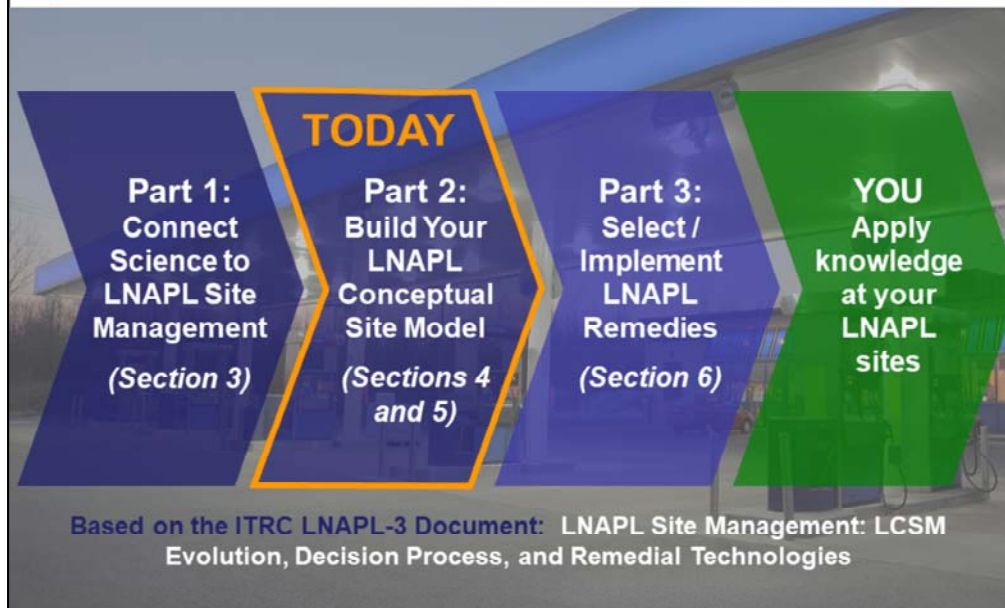 TODAY
Part 1:
Connect
Science to
LNAPL Site
Management
(Section 3)
Part 2:
Build Your
LNAPL
Conceptual
Site Model
(Sections 4
and 5)
Part 3:
Select /
Implement
LNAPL
Remedies
(Section 6)
YOU
Apply
knowledge
at your
LNAPL
sites
Based on the ITRC LNAPL-3 Document: LNAPL Site Management: LCSM
Evolution, Decision Process, and Remedial Technologies